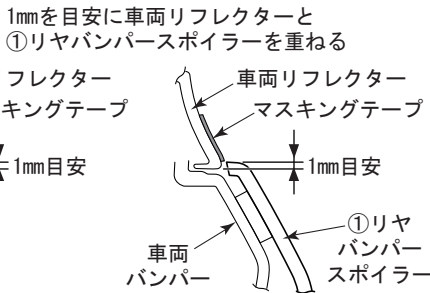 1mmを目安に車両リフレクターと
①リヤバンパースポイラーを重ねる
フレクター
キングテープ
1mm目安
車両リフレクター
マスキングテープ
1mm目安
①リヤ
バンパー
スポイラー
車両
バンパー